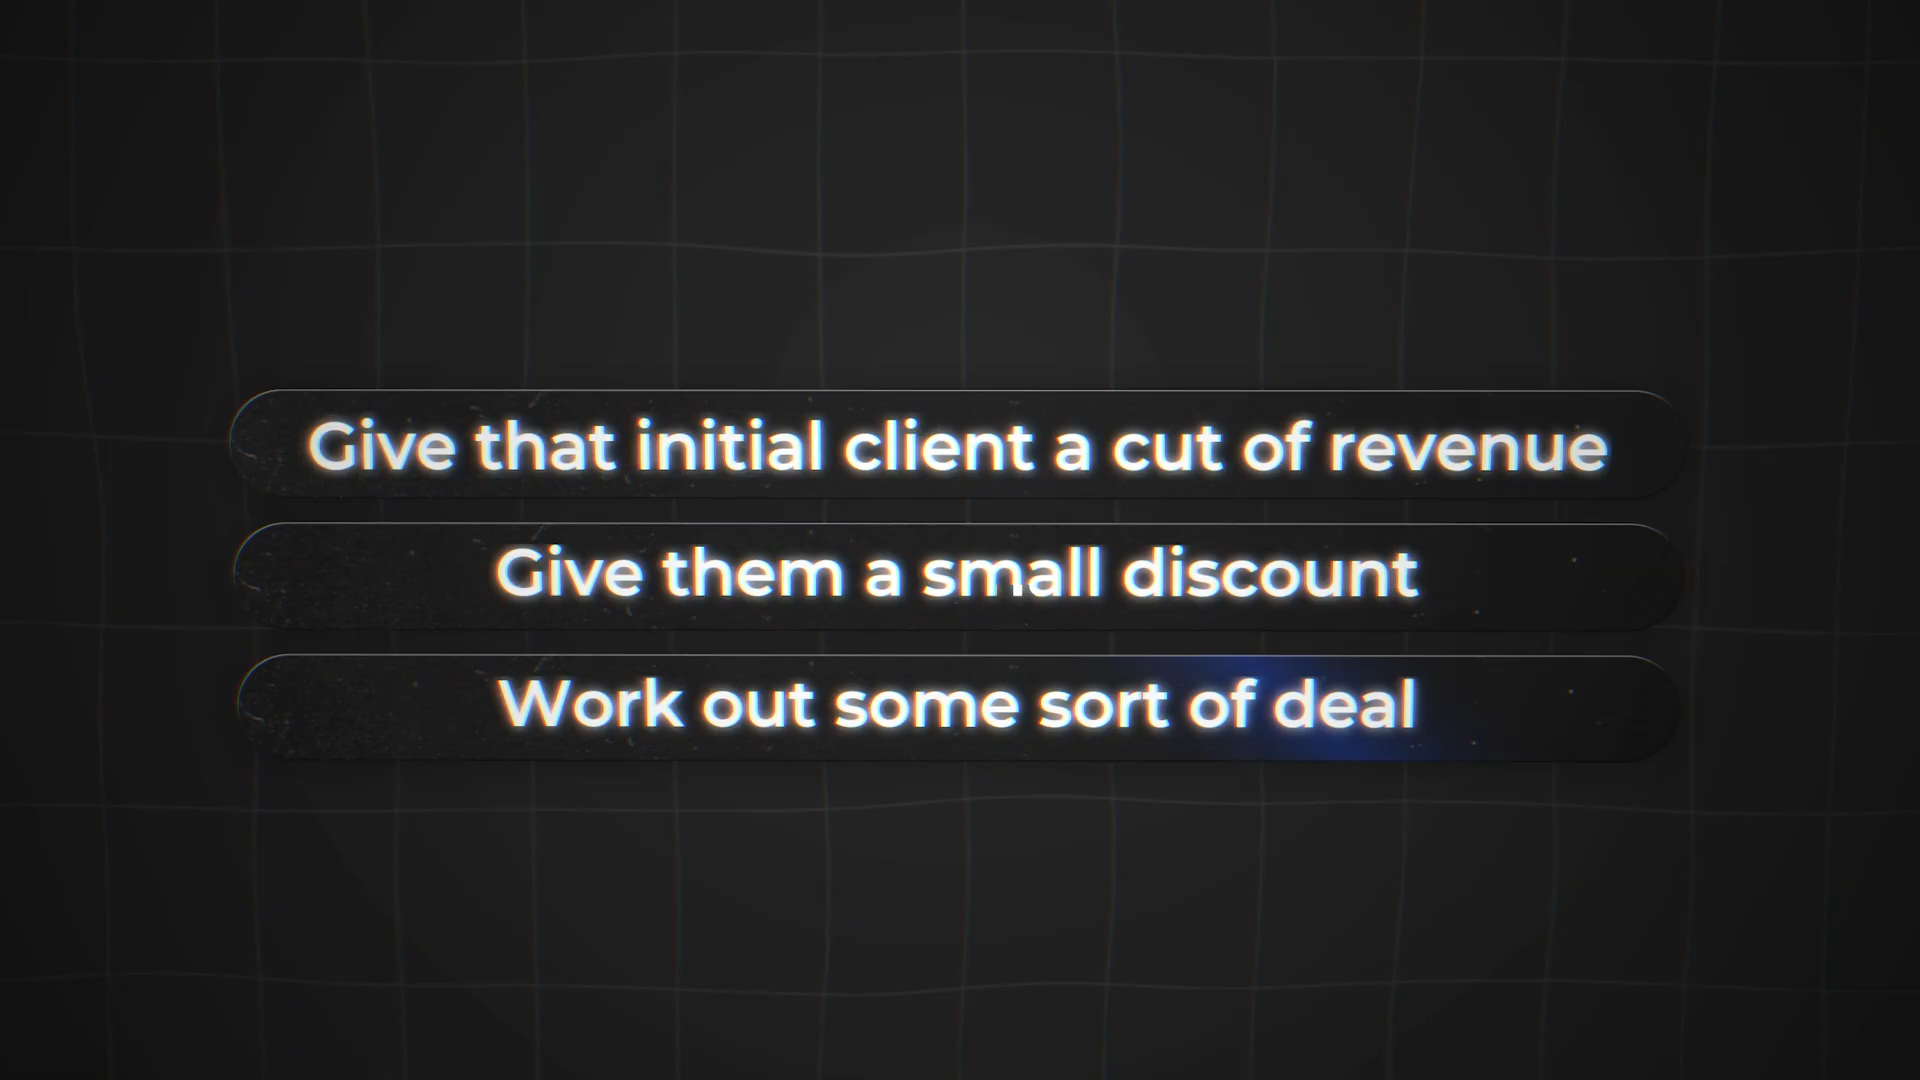 Give that initial client a cut of revenue
Give them a small discount
Work out some sort of deal